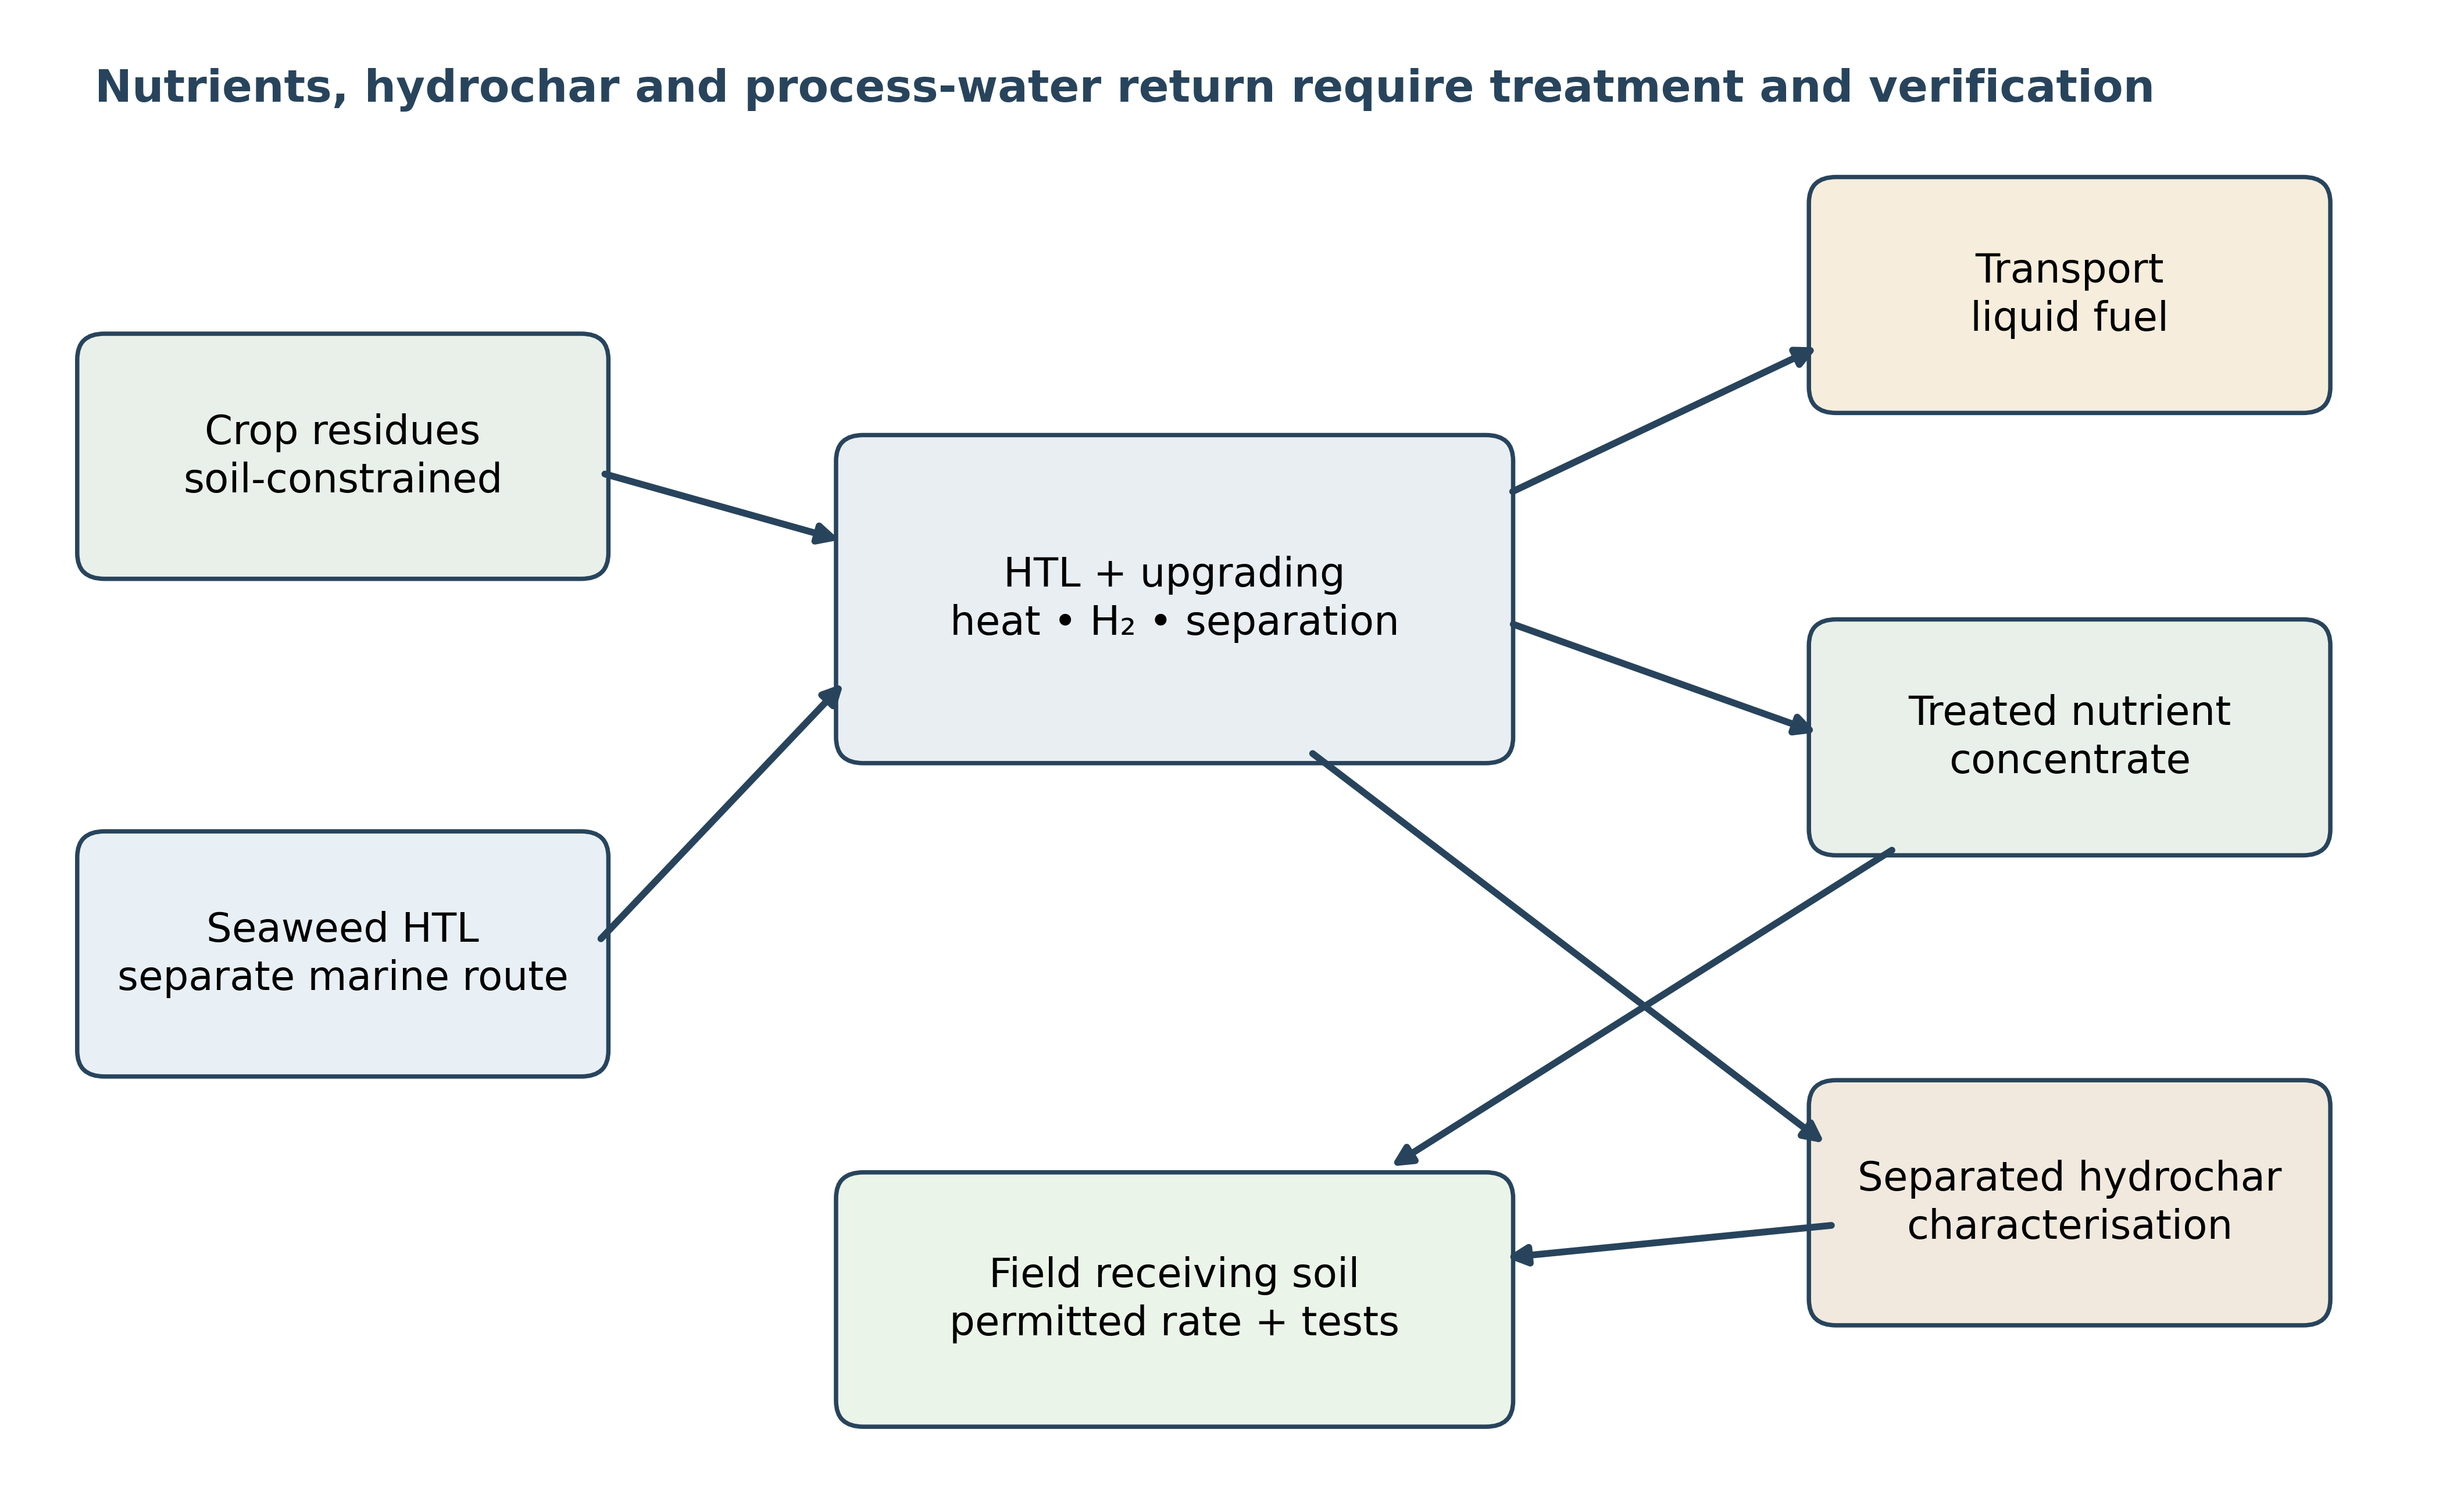 Nutrients, hydrochar and process-water return require treatment and verification
Transport
liquid fuel
Crop residues
soil-constrained
HTL + upgrading
heat • H₂ • separation
Treated nutrient
concentrate
Seaweed HTL
separate marine route
Separated hydrochar
characterisation
Field receiving soil
permitted rate + tests